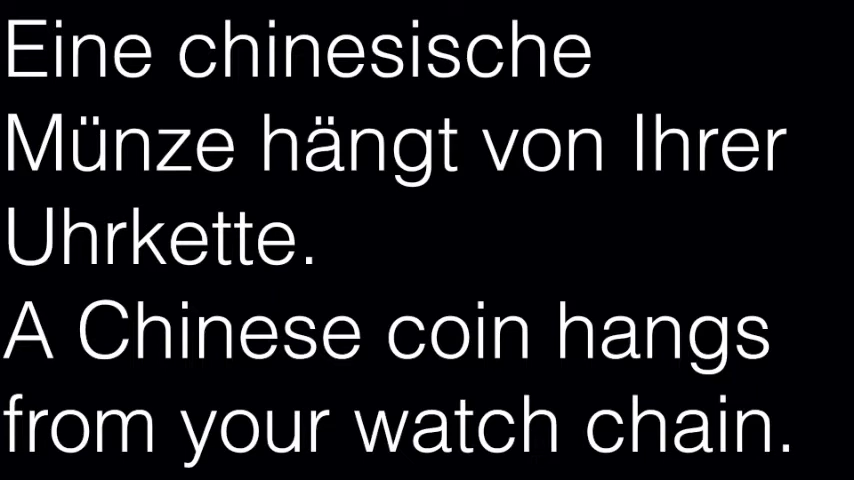 Eine chinesische
Münze hängt von Ihrer
Uhrkette.
A Chinese coin hangs
from your watch chain.